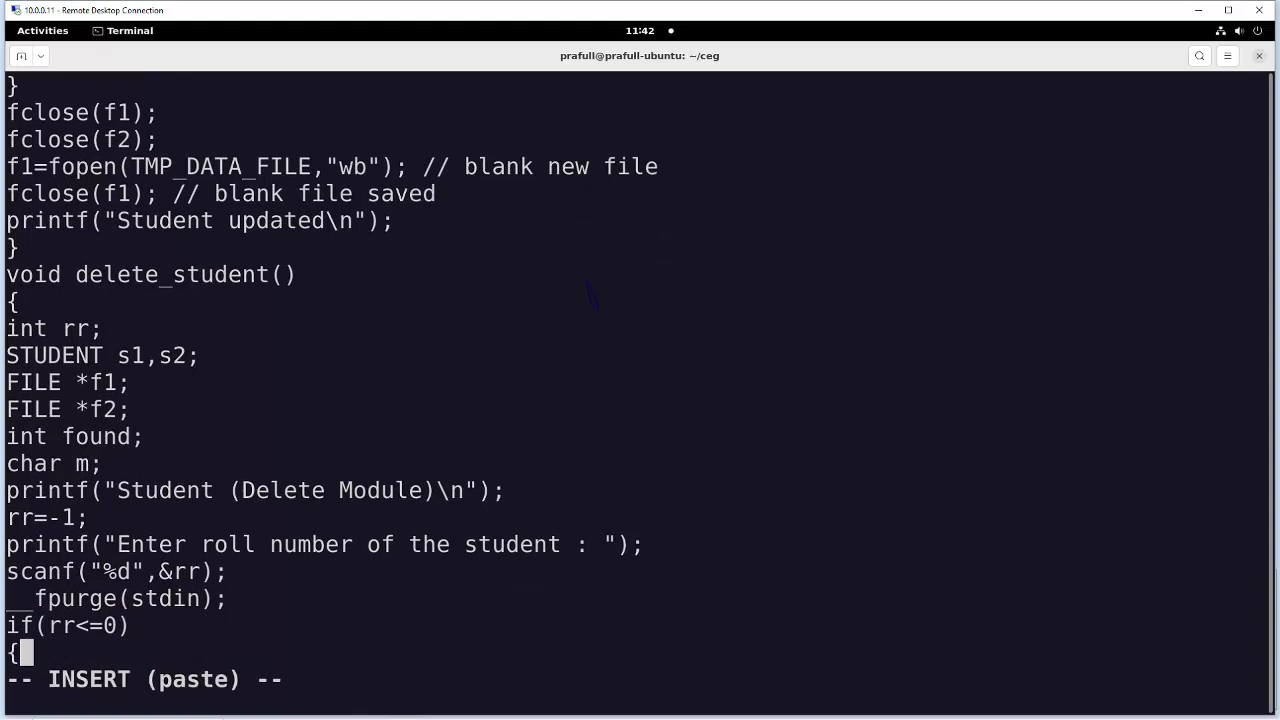 10.0.0.11 - Remote Desktop Connection
Activities Terminal 11:42
prafull@prafull-ubuntu: ~/ceg
}
fclose(f1);
fclose(f2);
f1=fopen(TMP_DATA_FILE,"wb"); // blank new file
fclose(f1); // blank file saved
printf("Student updated\n");
}
void delete_student()
{
int rr;
STUDENT s1,s2;
FILE *f1;
FILE *f2;
int found;
char m;
printf("Student (Delete Module)\n");
rr=-1;
printf("Enter roll number of the student : ");
scanf("%d",&rr);
__fpurge(stdin);
if(rr<=0)
{
-- INSERT (paste) --